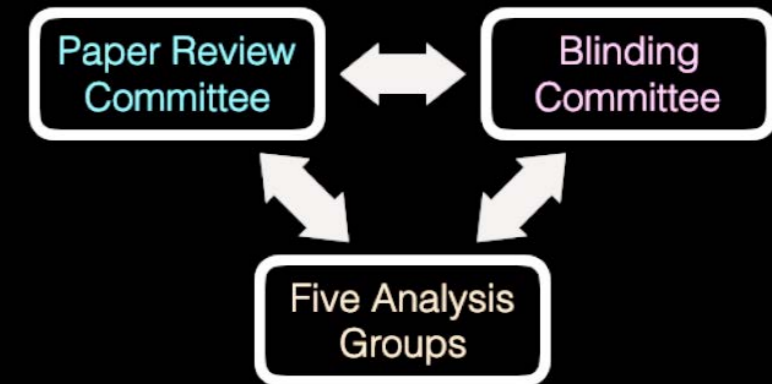 Paper Review
Committee
Blinding
Committee
Five Analysis
Groups